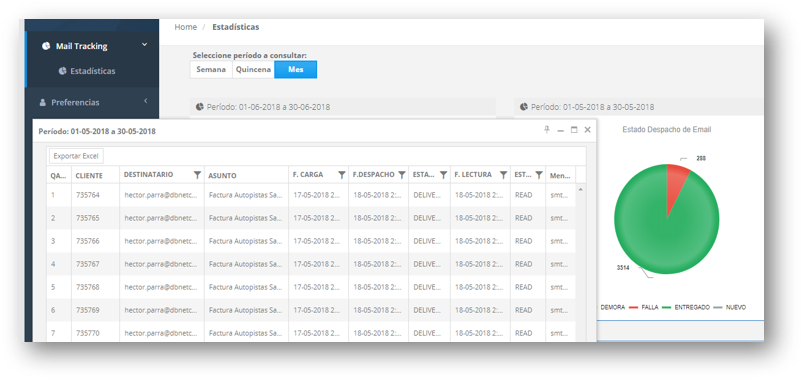 Home / Estadísticas
Mail Tracking
Estadísticas
Preferencias
Seleccione período a consultar:
Semana Quincena Mes
Período: 01-06-2018 a 30-06-2018
Período: 01-05-2018 a 30-05-2018
Período: 01-05-2018 a 30-05-2018
Exportar Excel
QA... CLIENTE DESTINATARIO ASUNTO F. CARGA F.DESPACHO ESTA... F. LECTURA EST... Men...
1 735764 hector.parra@dbnetc... Factura Autopistas Sa... 17-05-2018 2... 18-05-2018 2:... DELIVE... 18-05-2018 2:... READ smt...
2 735765 hector.parra@dbnetc... Factura Autopistas Sa... 17-05-2018 2... 18-05-2018 2:... DELIVE... 18-05-2018 2:... READ smt...
3 735766 hector.parra@dbnetc... Factura Autopistas Sa... 17-05-2018 2... 18-05-2018 2:... DELIVE... 18-05-2018 2:... READ smt...
4 735767 hector.parra@dbnetc... Factura Autopistas Sa... 17-05-2018 2... 18-05-2018 2:... DELIVE... 18-05-2018 2:... READ smt...
5 735768 hector.parra@dbnetc... Factura Autopistas Sa... 17-05-2018 2... 18-05-2018 2:... DELIVE... 18-05-2018 2:... READ smt...
6 735769 hector.parra@dbnetc... Factura Autopistas Sa... 17-05-2018 2... 18-05-2018 2:... DELIVE... 18-05-2018 2:... READ smt...
7 735770 hector.parra@dbnetc... Factura Autopistas Sa... 17-05-2018 2... 18-05-2018 2:... DELIVE... 18-05-2018 2:... READ smt...
Estado Despacho de Email
288
3514
DEMORA FALLA ENTREGADO NUEVO